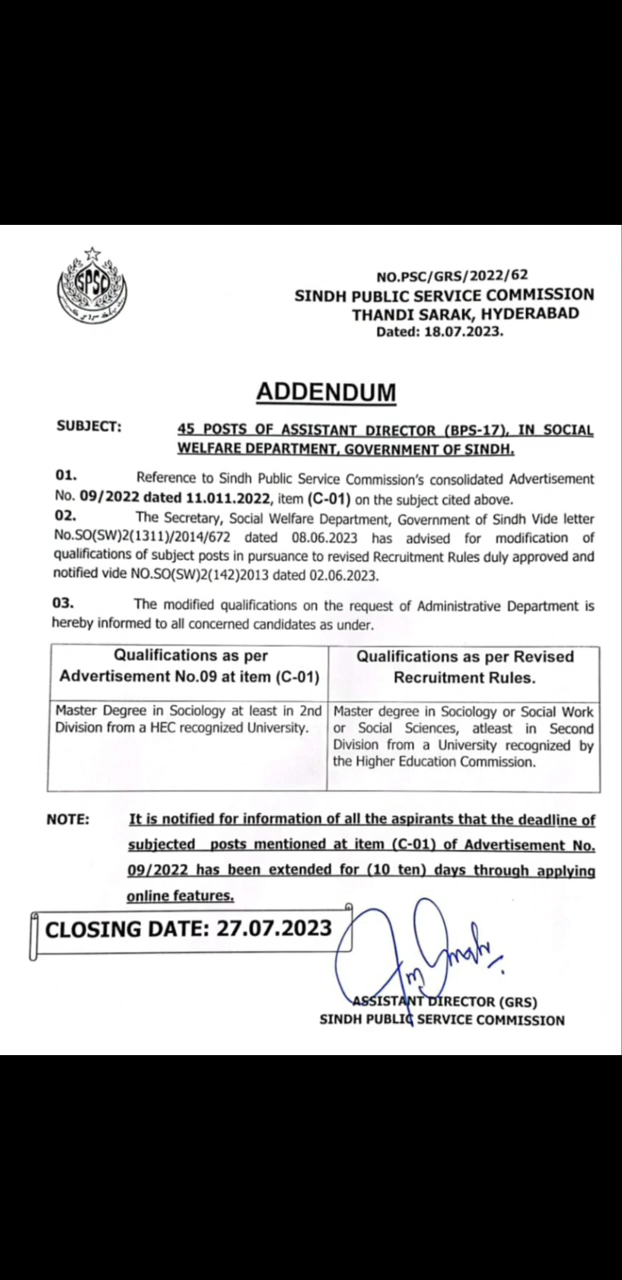 SPSC
NO.PSC/GRS/2022/62
SINDH PUBLIC SERVICE COMMISSION
THANDI SARAK, HYDERABAD
Dated: 18.07.2023.
ADDENDUM
SUBJECT: 45 POSTS OF ASSISTANT DIRECTOR (BPS-17), IN SOCIAL
WELFARE DEPARTMENT, GOVERNMENT OF SINDH.
01. Reference to Sindh Public Service Commission's consolidated Advertisement
No. 09/2022 dated 11.011.2022, item (C-01) on the subject cited above.
02. The Secretary, Social Welfare Department, Government of Sindh Vide letter
No.SO(SW)2(1311)/2014/672 dated 08.06.2023 has advised for modification of
qualifications of subject posts in pursuance to revised Recruitment Rules duly approved and
notified vide NO.SO(SW)2(142)2013 dated 02.06.2023.
03. The modified qualifications on the request of Administrative Department is
hereby informed to all concerned candidates as under.
Qualifications as per
Advertisement No.09 at item (C-01)
Qualifications as per Revised
Recruitment Rules.
Master Degree in Sociology at least in 2nd
Division from a HEC recognized University.
Master degree in Sociology or Social Work
or Social Sciences, atleast in Second
Division from a University recognized by
the Higher Education Commission.
NOTE: It is notified for information of all the aspirants that the deadline of
subjected posts mentioned at item (C-01) of Advertisement No.
09/2022 has been extended for (10 ten) days through applying
online features.
CLOSING DATE: 27.07.2023
ASSISTANT DIRECTOR (GRS)
SINDH PUBLIC SERVICE COMMISSION